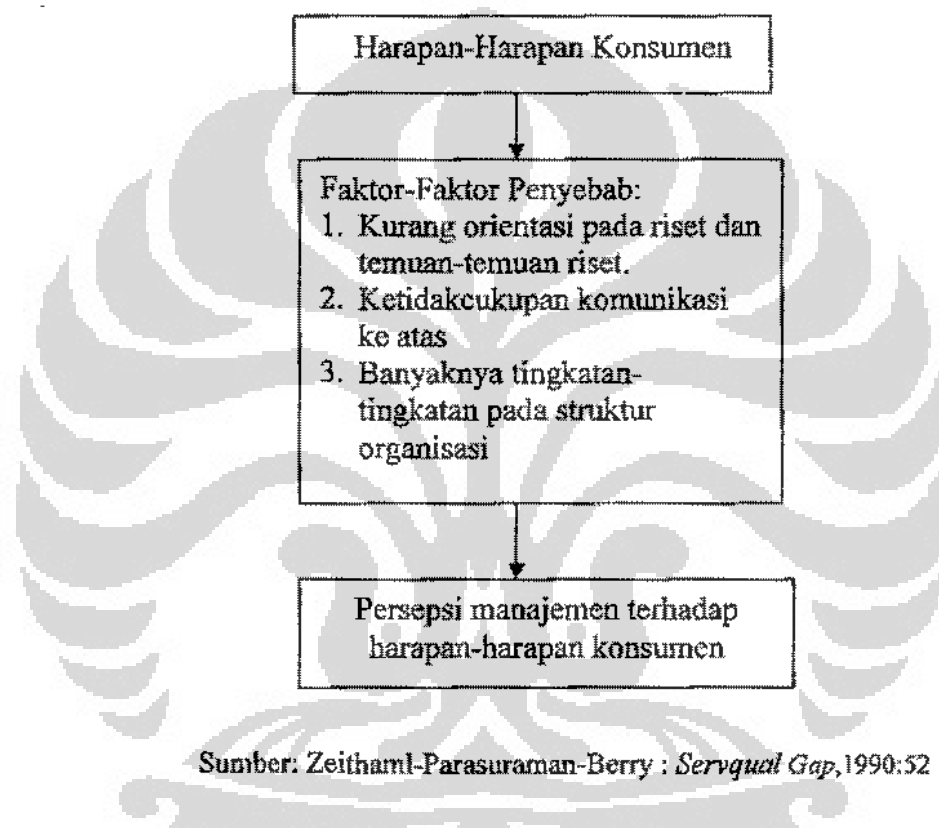 Harapan-Harapan Konsumen
Faktor-Faktor Penyebab:
1. Kurang orientasi pada riset dan
temuan-temuan riset.
2. Ketidakcukupan komunikasi
ke atas
3. Banyaknya tingkatan-
tingkatan pada struktur
organisasi
Persepsi manajemen terhadap
harapan-harapan konsumen
Sumber: Zeithaml-Parasuraman-Berry : Servqual Gap,1990:52